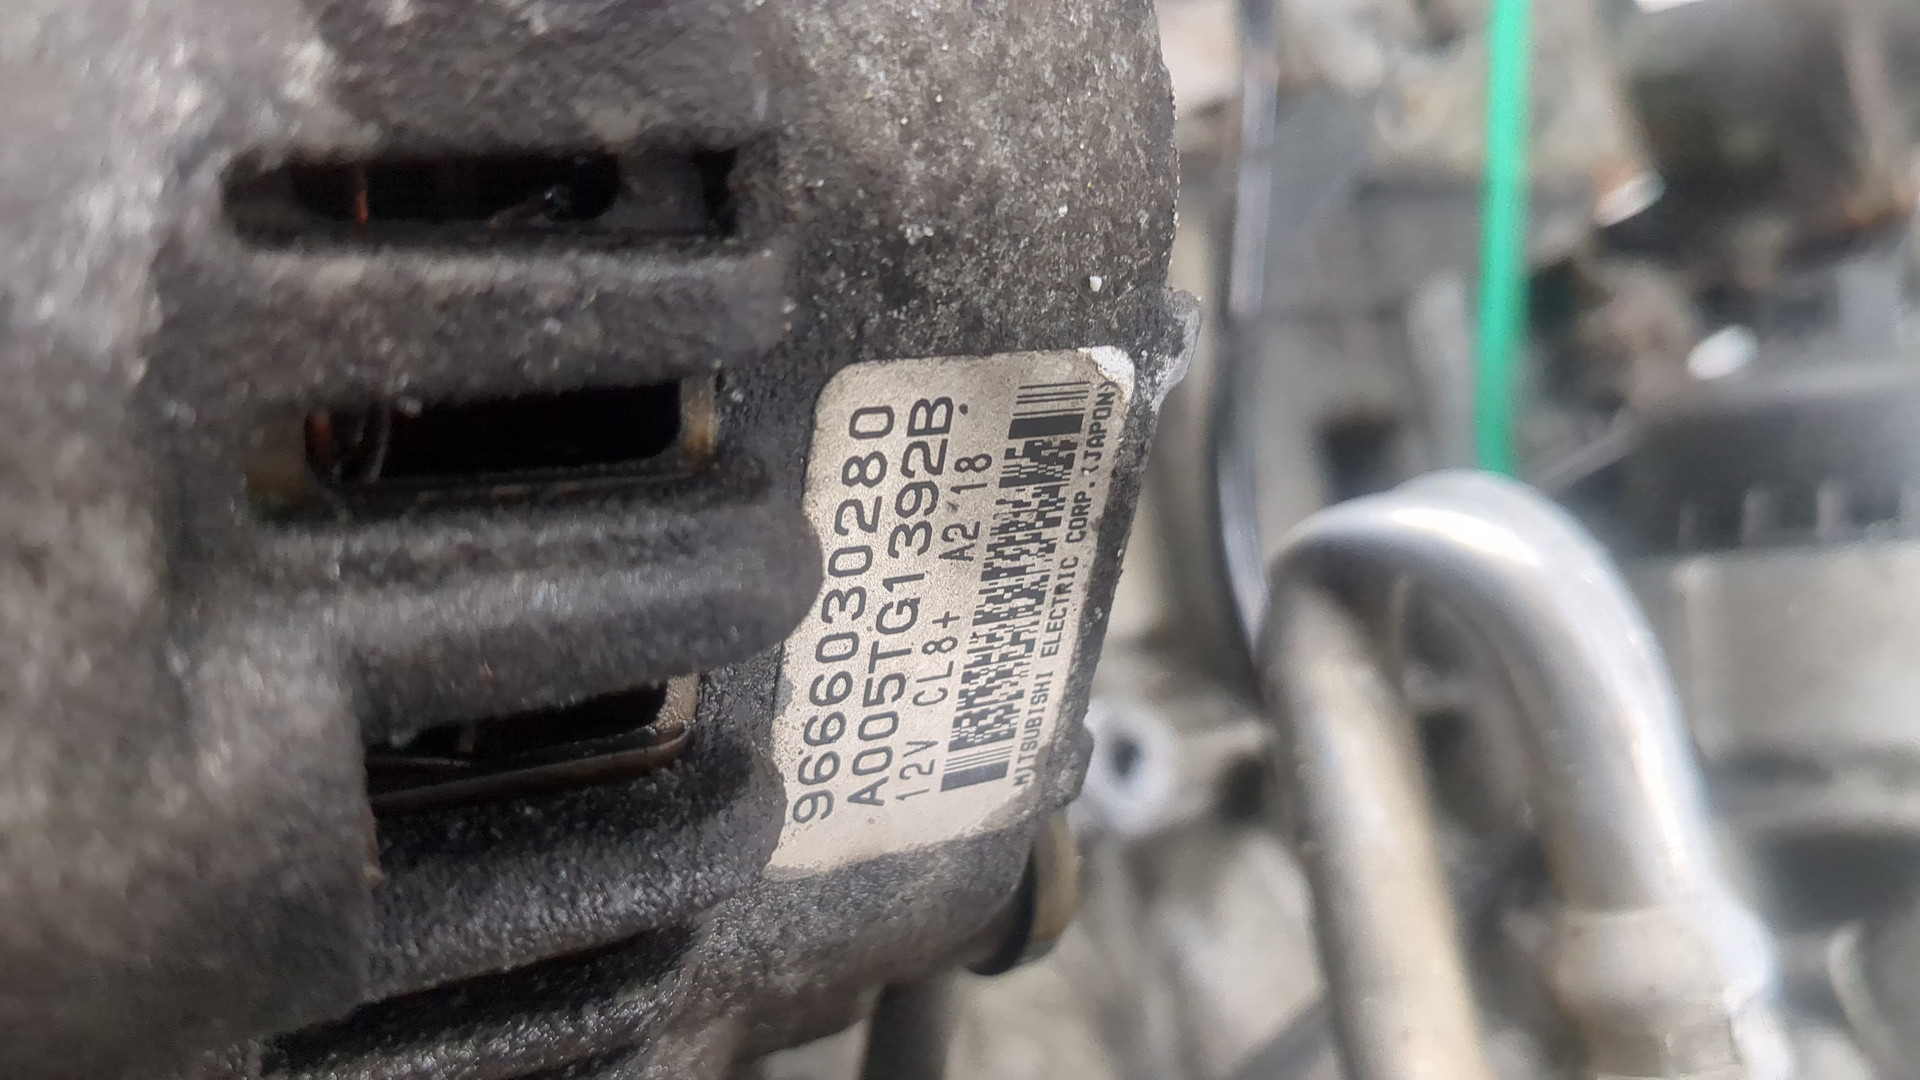 9666030280
A005TG1392B
12V CL8+ A2'18
MITSUBISHI ELECTRIC CORP. (JAPON)